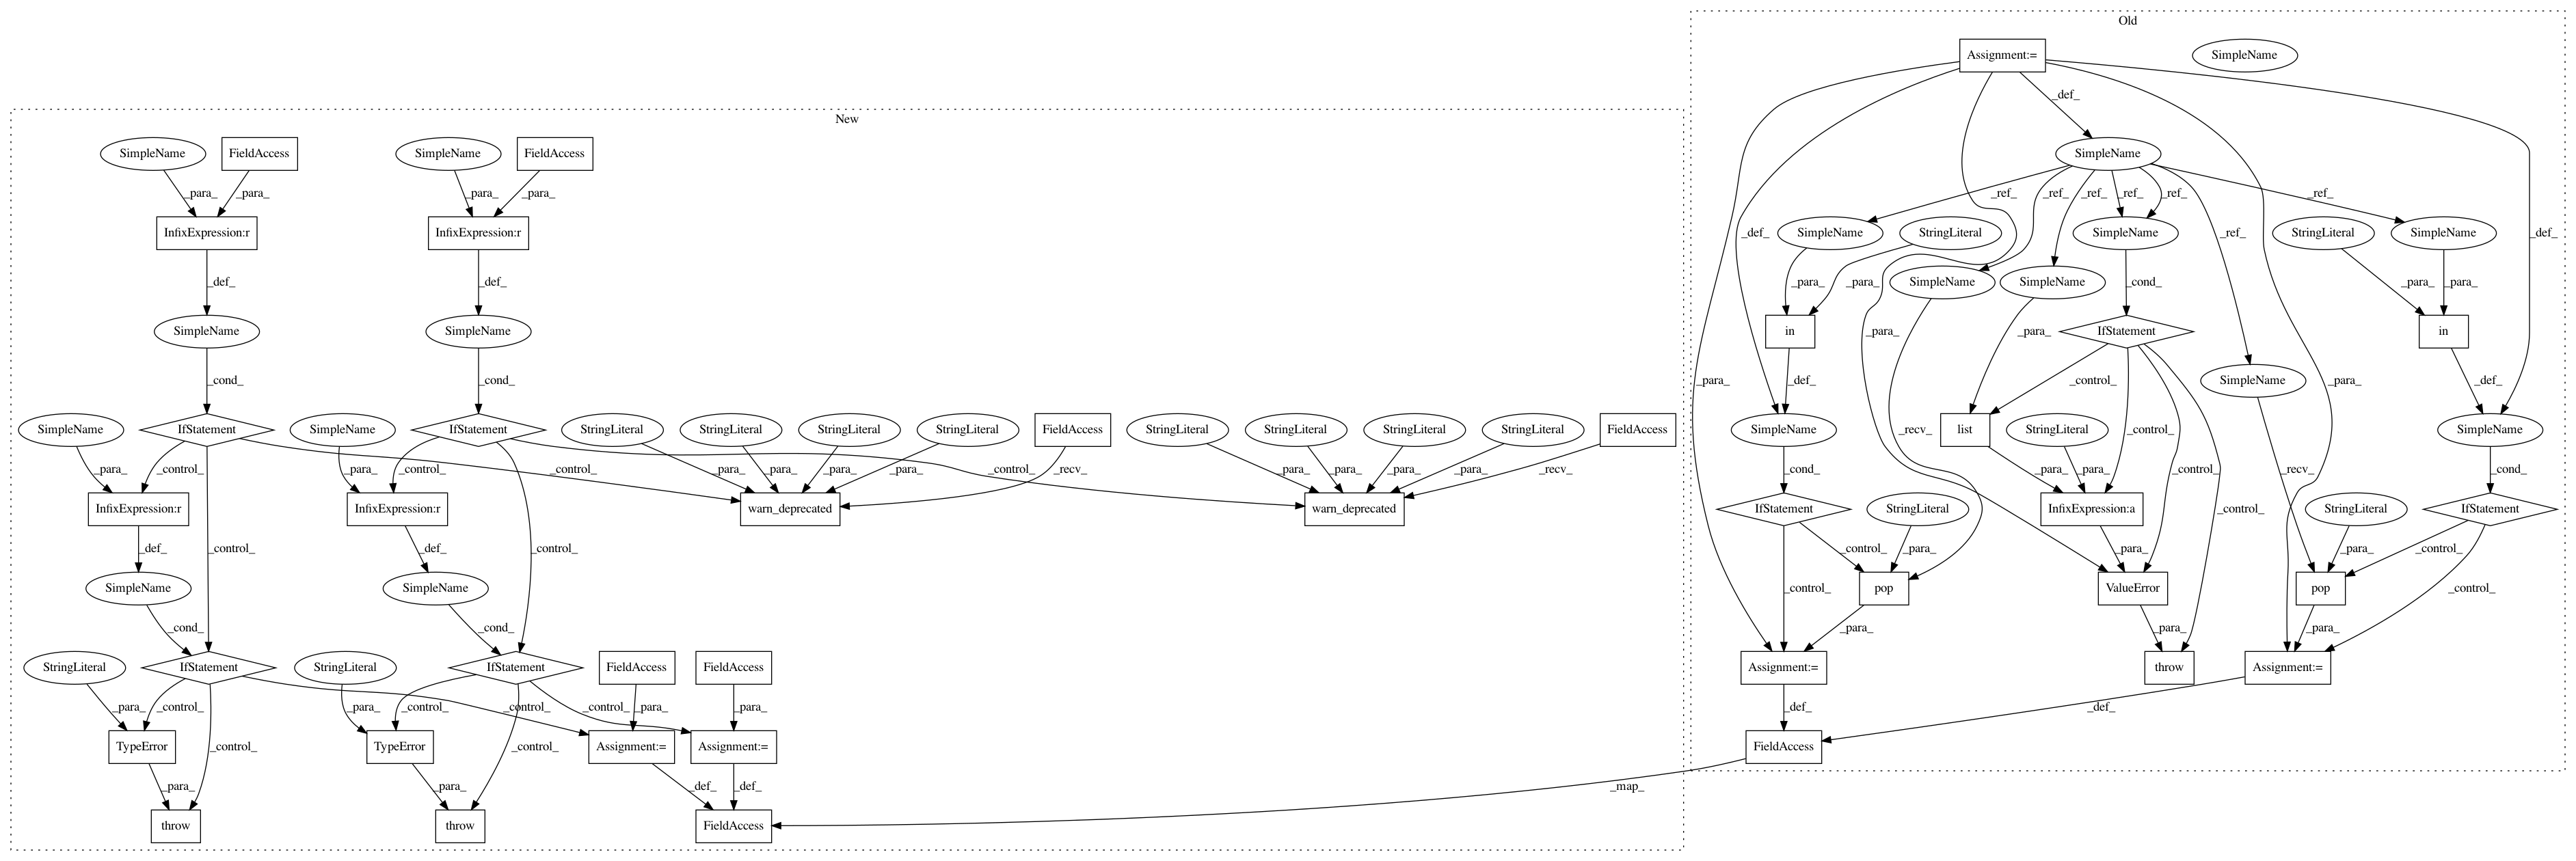 Old
Assignment:=
SimpleName
_def_
New
SimpleName
FieldAccess
SimpleName
FieldAccess
SimpleName
_para_
_para_
_para_
_para_
_ref_
_ref_
_ref_
_ref_
_ref_
_ref_
InfixExpression:r
InfixExpression:r
_def_
SimpleName
StringLiteral
SimpleName
_ref_
StringLiteral
SimpleName
_def_
_def_
_def_
_para_
_para_
SimpleName
SimpleName
_cond_
_para_
_para_
SimpleName
SimpleName
in
_para_
_para_
IfStatement
in
_cond_
_cond_
_def_
_control_
SimpleName
_para_
_def_
_para_
SimpleName
IfStatement
SimpleName
IfStatement
StringLiteral
StringLiteral
StringLiteral
StringLiteral
FieldAccess
StringLiteral
StringLiteral
StringLiteral
StringLiteral
FieldAccess
SimpleName
_recv_
list
StringLiteral
_control_
SimpleName
_para_
_control_
_control_
_para_
_control_
_para_
_para_
_para_
_para_
_control_
_recv_
_para_
_para_
_para_
_para_
_recv_
_cond_
_para_
_para_
_control_
_recv_
_cond_
InfixExpression:r
InfixExpression:r
warn_deprecated
warn_deprecated
IfStatement
StringLiteral
InfixExpression:a
_control_
StringLiteral
IfStatement
_def_
_control_
_def_
_control_
_control_
_para_
_para_
_para_
_control_
SimpleName
SimpleName
_control_
pop
ValueError
pop
_control_
_cond_
_cond_
_para_
_para_
_para_
StringLiteral
IfStatement
StringLiteral
IfStatement
FieldAccess
FieldAccess
Assignment:=
throw
Assignment:=
_para_
_control_
_para_
_control_
_control_
_control_
_para_
_para_
_def_
_def_
TypeError
_control_
TypeError
_control_
Assignment:=
Assignment:=
FieldAccess
_para_
_para_
_def_
_def_
_map_
throw
throw
FieldAccess